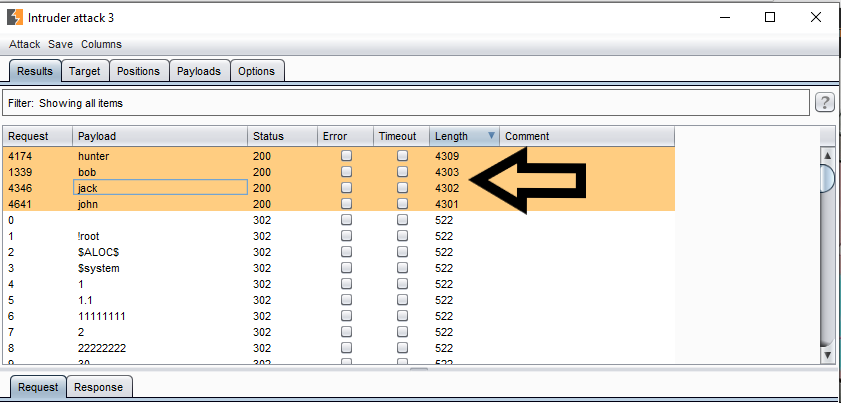 Intruder attack 3
Attack Save Columns
Results Target Positions Payloads Options
Filter: Showing all items ?
Request Payload Status Error Timeout Length Comment
4174 hunter 200 4309
1339 bob 200 4303
4346 jack 200 4302
4641 john 200 4301
0 302 522
1 !root 302 522
2 $ALOC$ 302 522
3 $system 302 522
4 1 302 522
5 1.1 302 522
6 11111111 302 522
7 2 302 522
8 22222222 302 522
9 30 302 522
Request Response